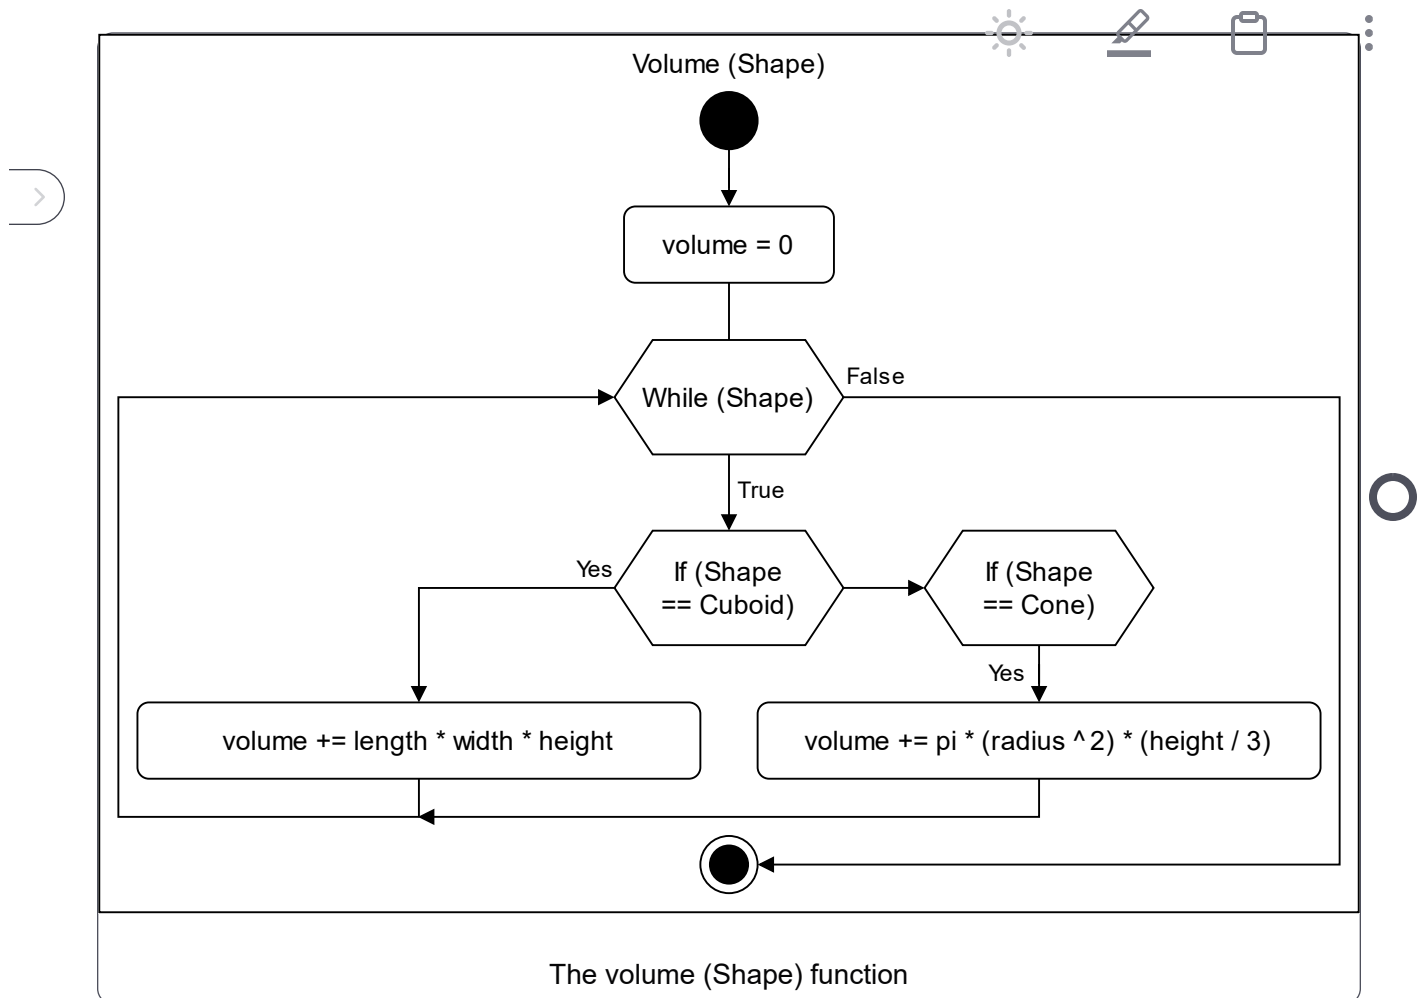 Volume (Shape)
volume = 0
While (Shape)
False
True
Yes
If (Shape
== Cuboid)
If (Shape
== Cone)
Yes
volume += length * width * height
volume += pi * (radius ^ 2) * (height / 3)
The volume (Shape) function